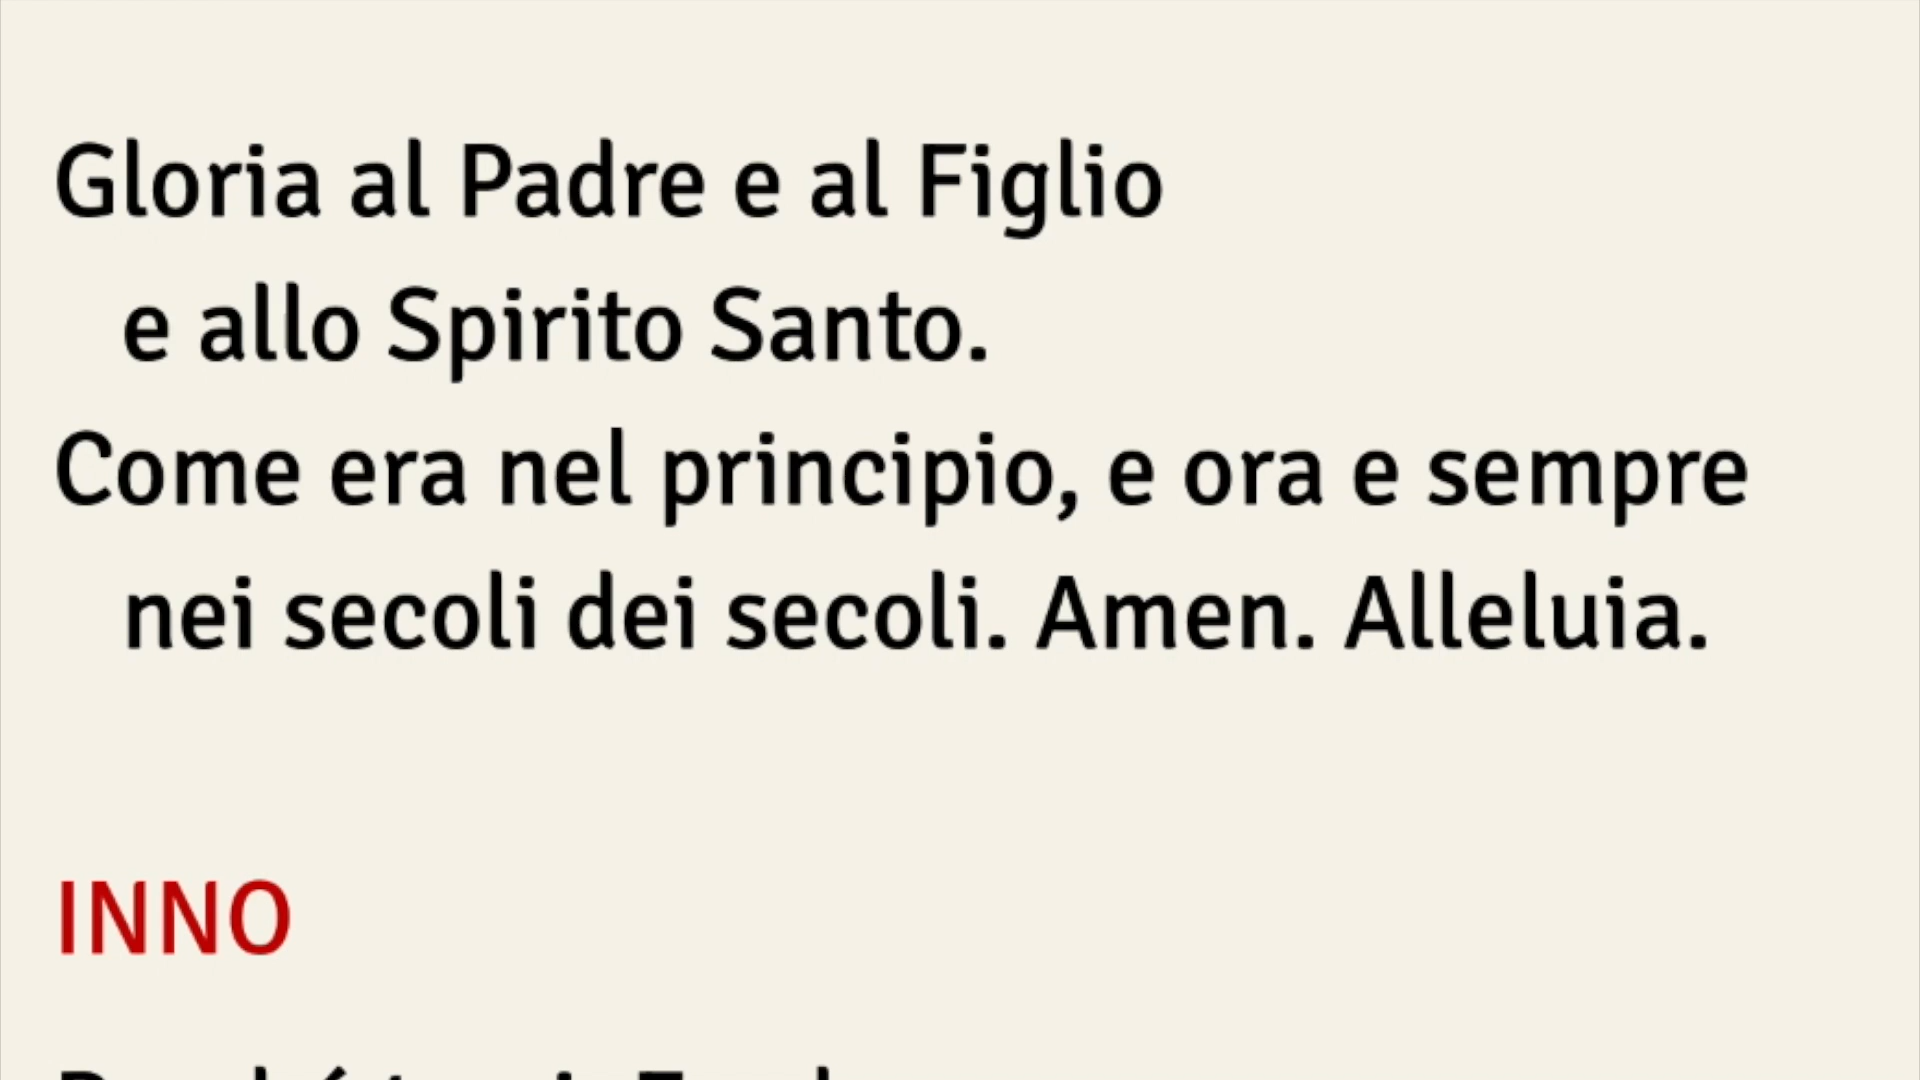 Gloria al Padre e al Figlio
e allo Spirito Santo.
Come era nel principio, e ora e sempre
nei secoli dei secoli. Amen. Alleluia.
INNO